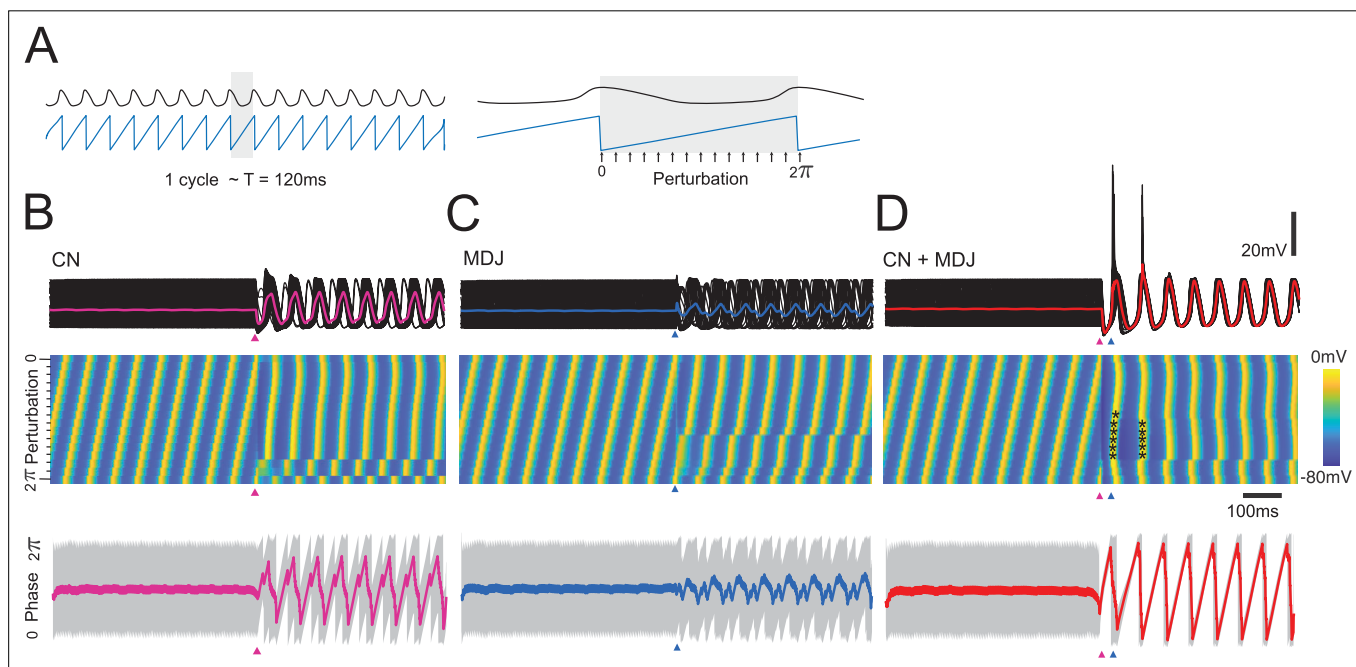 A
1 cycle ~ T = 120ms
0
Perturbation
2π
B
C
D
CN
MDJ
CN + MDJ
20mV
0
Perturbation
2π
******
****
0mV
-80mV
100ms
0 Phase 2π